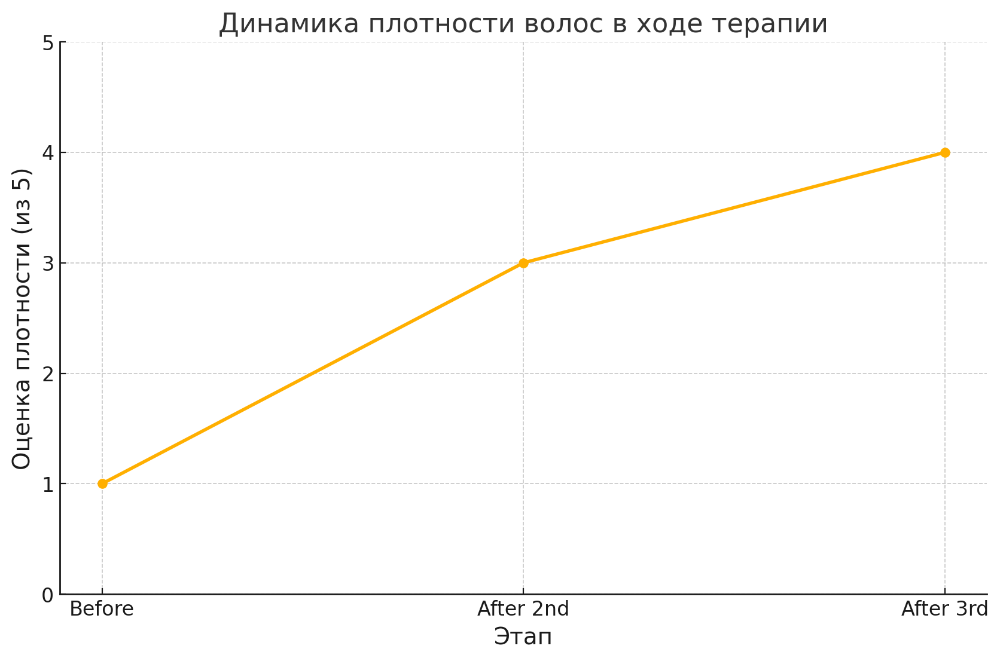 Динамика плотности волос в ходе терапии
Оценка плотности (из 5)
5
4
3
2
1
0
Before
After 2nd
After 3rd
Этап